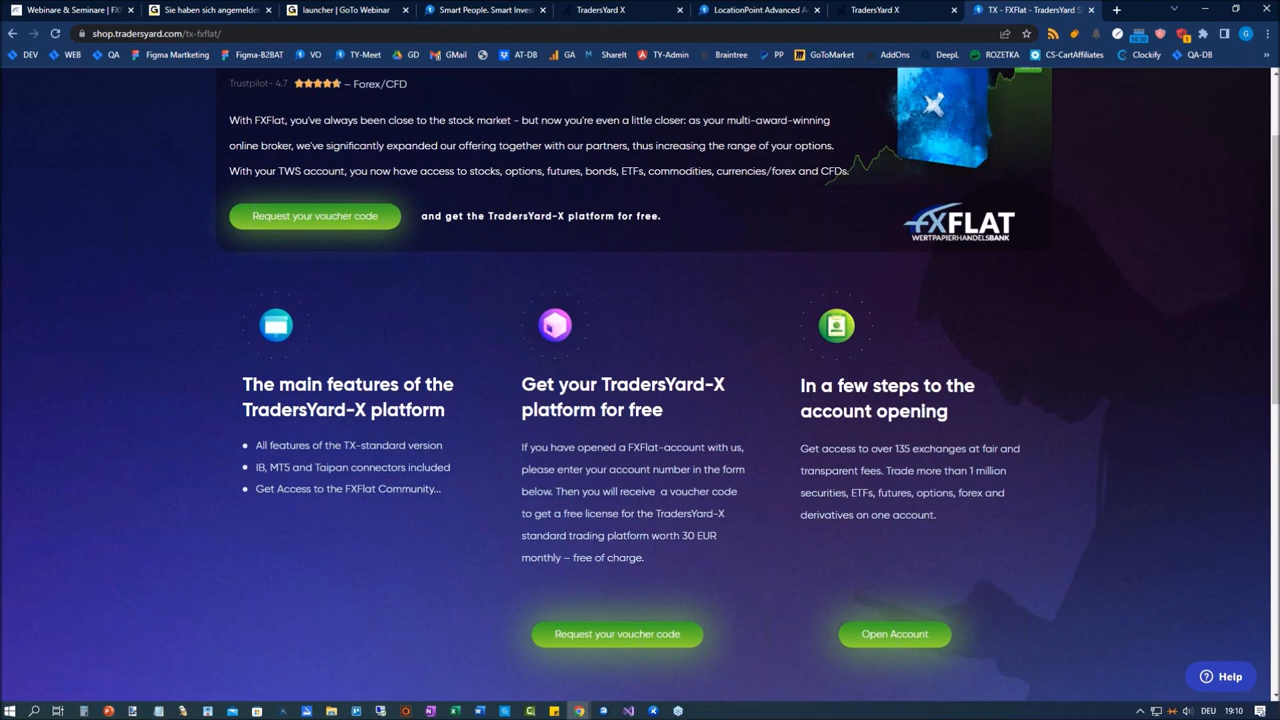 Webinare & Seminare | FX
Sie haben sich angemeldet
launcher | GoTo Webinar
Smart People. Smart Inves
TradersYard X
LocationPoint Advanced A
TradersYard X
TX - FXFlat - TradersYard S
shop.tradersyard.com/tx-fxflat/
DEV
WEB
QA
Figma Martketing
Figma-B2BAT
VO
TY-Meet
GD
GMail
AT-DB
GA
ShareIt
TY-Admin
Braintree
PP
GoToMarket
AddOns
DeepL
ROZETKA
CS-CartAffiliates
Clockify
QA-DB
Trustpilot- 4.7 – Forex/CFD
With FXFlat, you've always been close to the stock market - but now you're even a little closer: as your multi-award-winning
online broker, we've significantly expanded our offering together with our partners, thus increasing the range of your options.
With your TWS account, you now have access to stocks, options, futures, bonds, ETFs, commodities, currencies/forex and CFDs.
Request your voucher code
and get the TradersYard-X platform for free.
FXFLAT
WERTPAPIERHANDELSBANK
The main features of the
TradersYard-X platform
All features of the TX-standard version
IB, MT5 and Taipan connectors included
Get Access to the FXFlat Community...
Get your TradersYard-X
platform for free
If you have opened a FXFlat-account with us,
please enter your account number in the form
below. Then you will receive a voucher code
to get a free license for the TradersYard-X
standard trading platform worth 30 EUR
monthly – free of charge.
Request your voucher code
In a few steps to the
account opening
Get access to over 135 exchanges at fair and
transparent fees. Trade more than 1 million
securities, ETFs, futures, options, forex and
derivatives on one account.
Open Account
Help
DEU
19:10